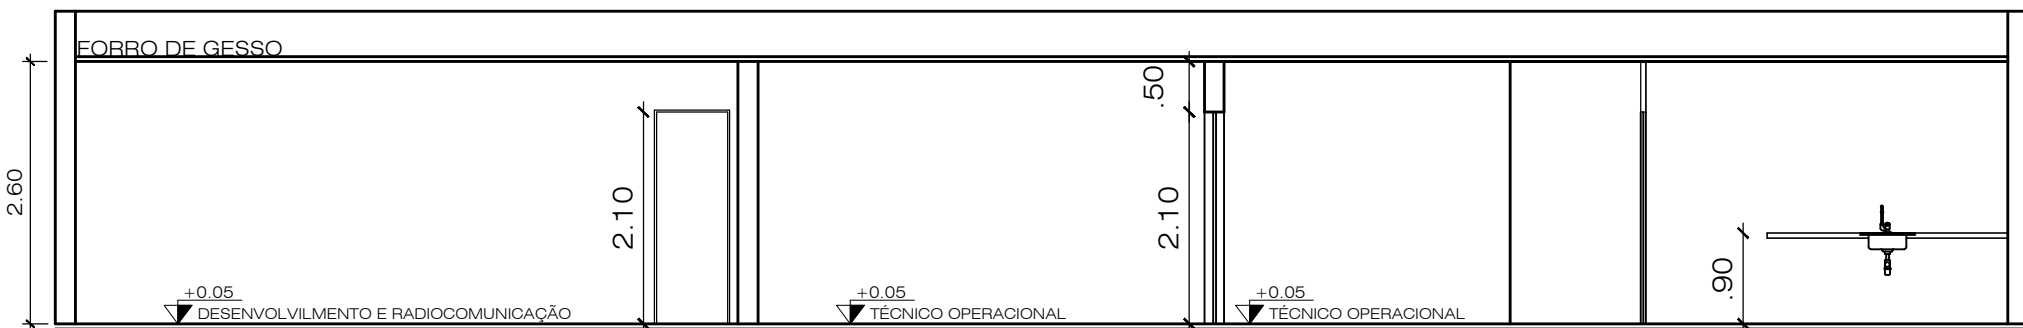 FORRO DE GESSO
2.60
2.10
.50
2.10
.90
+0.05
DESENVOLVILMENTO E RADIOCOMUNICAÇÃO
+0.05
TÉCNICO OPERACIONAL
+0.05
TÉCNICO OPERACIONAL